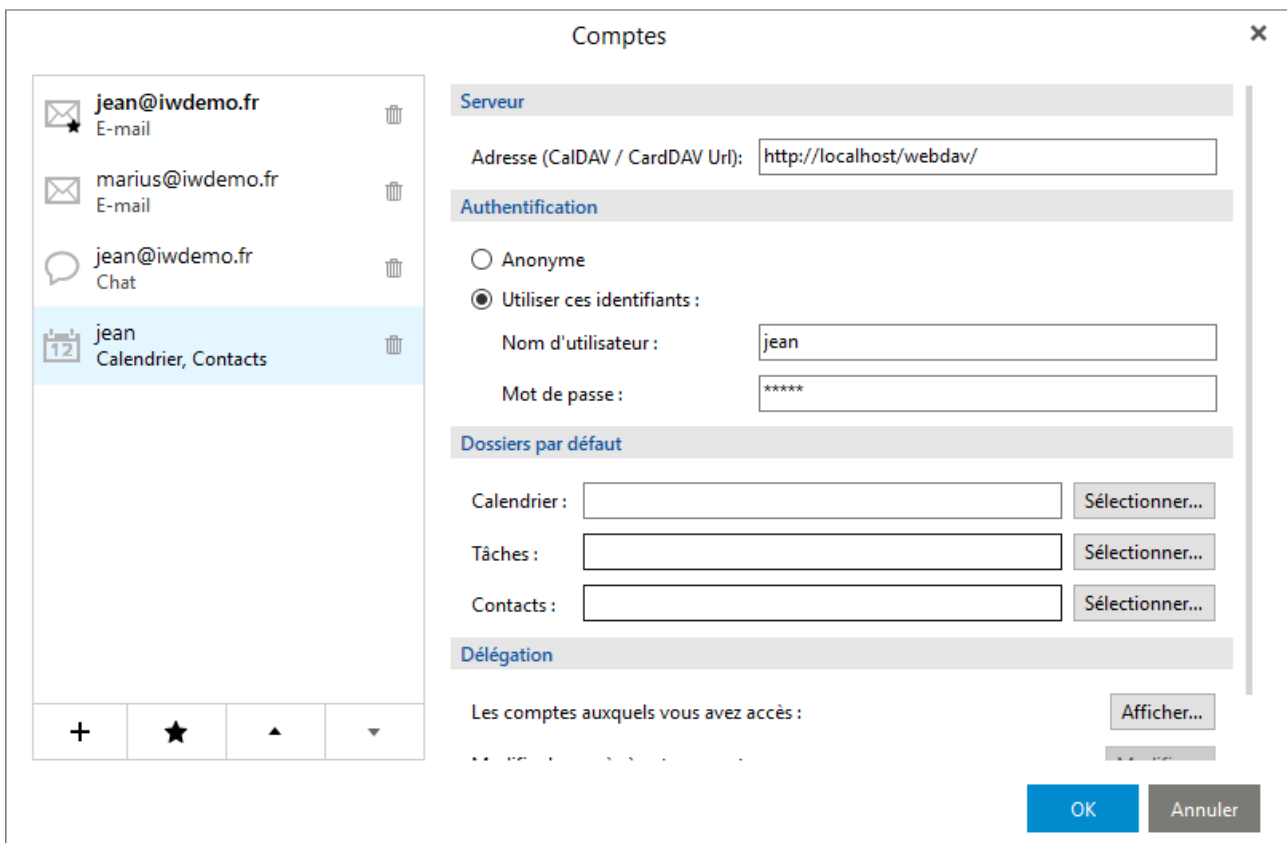 Comptes
jean@iwdemo.fr
E-mail
marius@iwdemo.fr
E-mail
jean@iwdemo.fr
Chat
12
jean
Calendrier, Contacts
Serveur
Adresse (CalDAV / CardDAV Url): http://localhost/webdav/
Authentification
Anonyme
Utiliser ces identifiants :
Nom d'utilisateur : jean
Mot de passe : *****
Dossiers par défaut
Calendrier : Sélectionner...
Tâches : Sélectionner...
Contacts : Sélectionner...
Délégation
Les comptes auxquels vous avez accès : Afficher...
OK Annuler